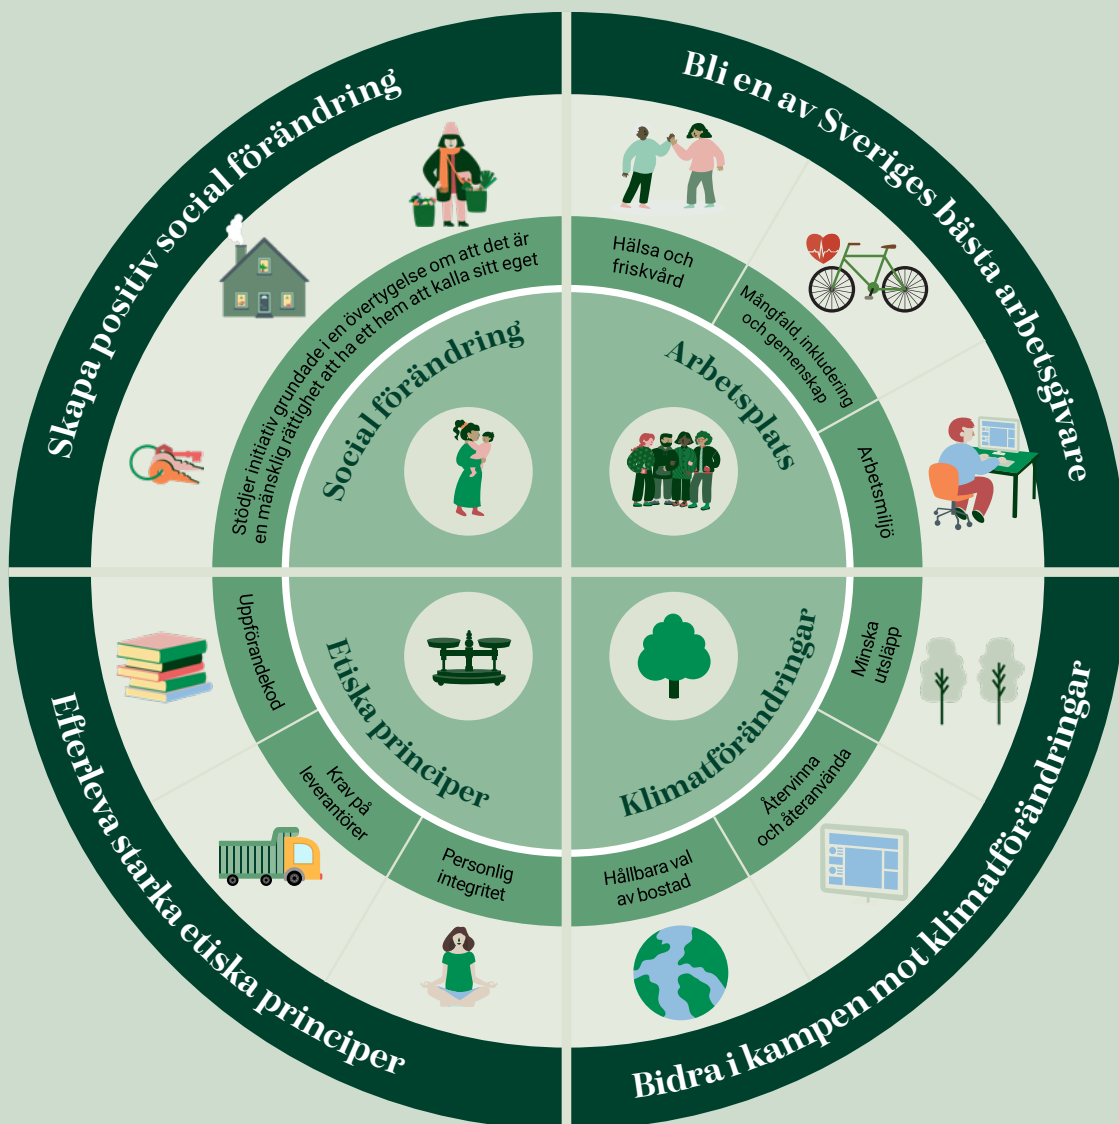 Skapa positiv social förändring
Stödjer initiativ grundade i en övertygelse om att det är
en mänsklig rättighet att ha ett hem att kalla sitt eget
Social förändring
Bli en av Sveriges bästa arbetsgivare
Hälsa och
friskvård
Mångfald, inkludering
och gemenskap
Arbetsmiljö
Arbetsplats
Efterleva starka etiska principer
Uppförandekod
Krav på
leverantörer
Personlig
integritet
Etiska principer
Bidra i kampen mot klimatförändringar
Minska
utsläpp
Återvinna
och återanvända
Hållbara val
av bostad
Klimatförändringar